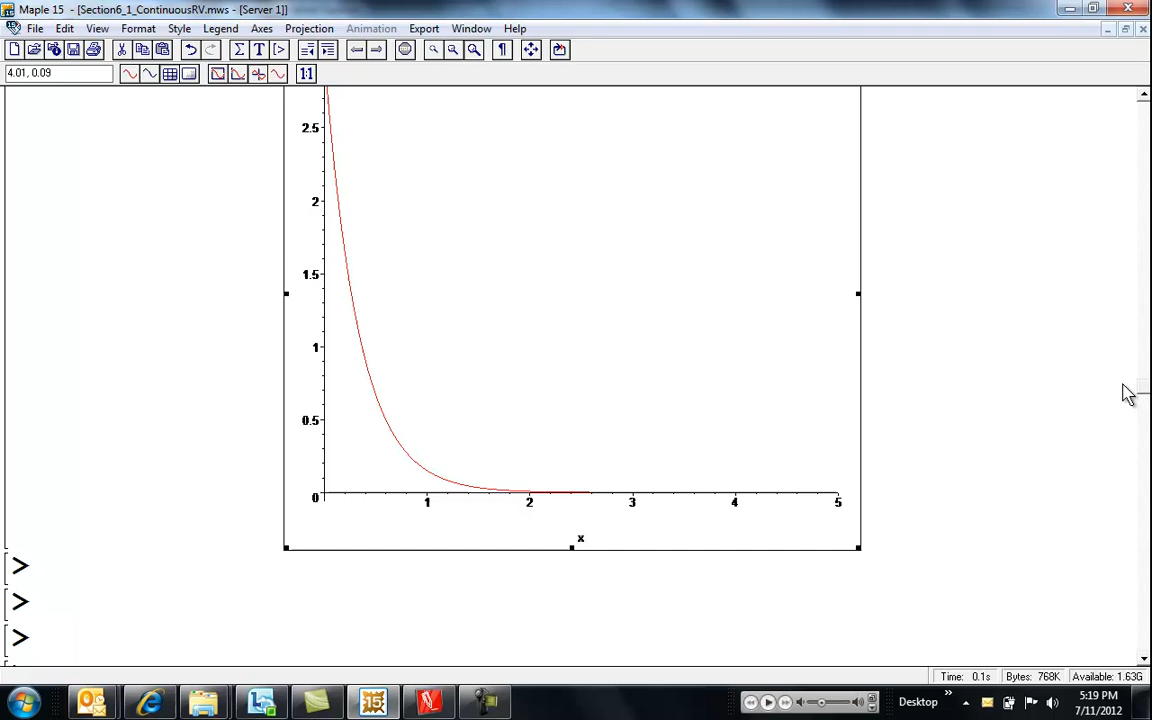 Maple 15 - [Section6_1_ContinuousRV.mws - [Server 1]]
File Edit View Format Style Legend Axes Projection Animation Export Window Help
4.01, 0.09
1:1
2.5
2
1.5
1
0.5
0
1 2 3 4 5
x
>
>
>
Time: 0.1s Bytes: 768K Available: 1.63G
Desktop
5:19 PM
7/11/2012